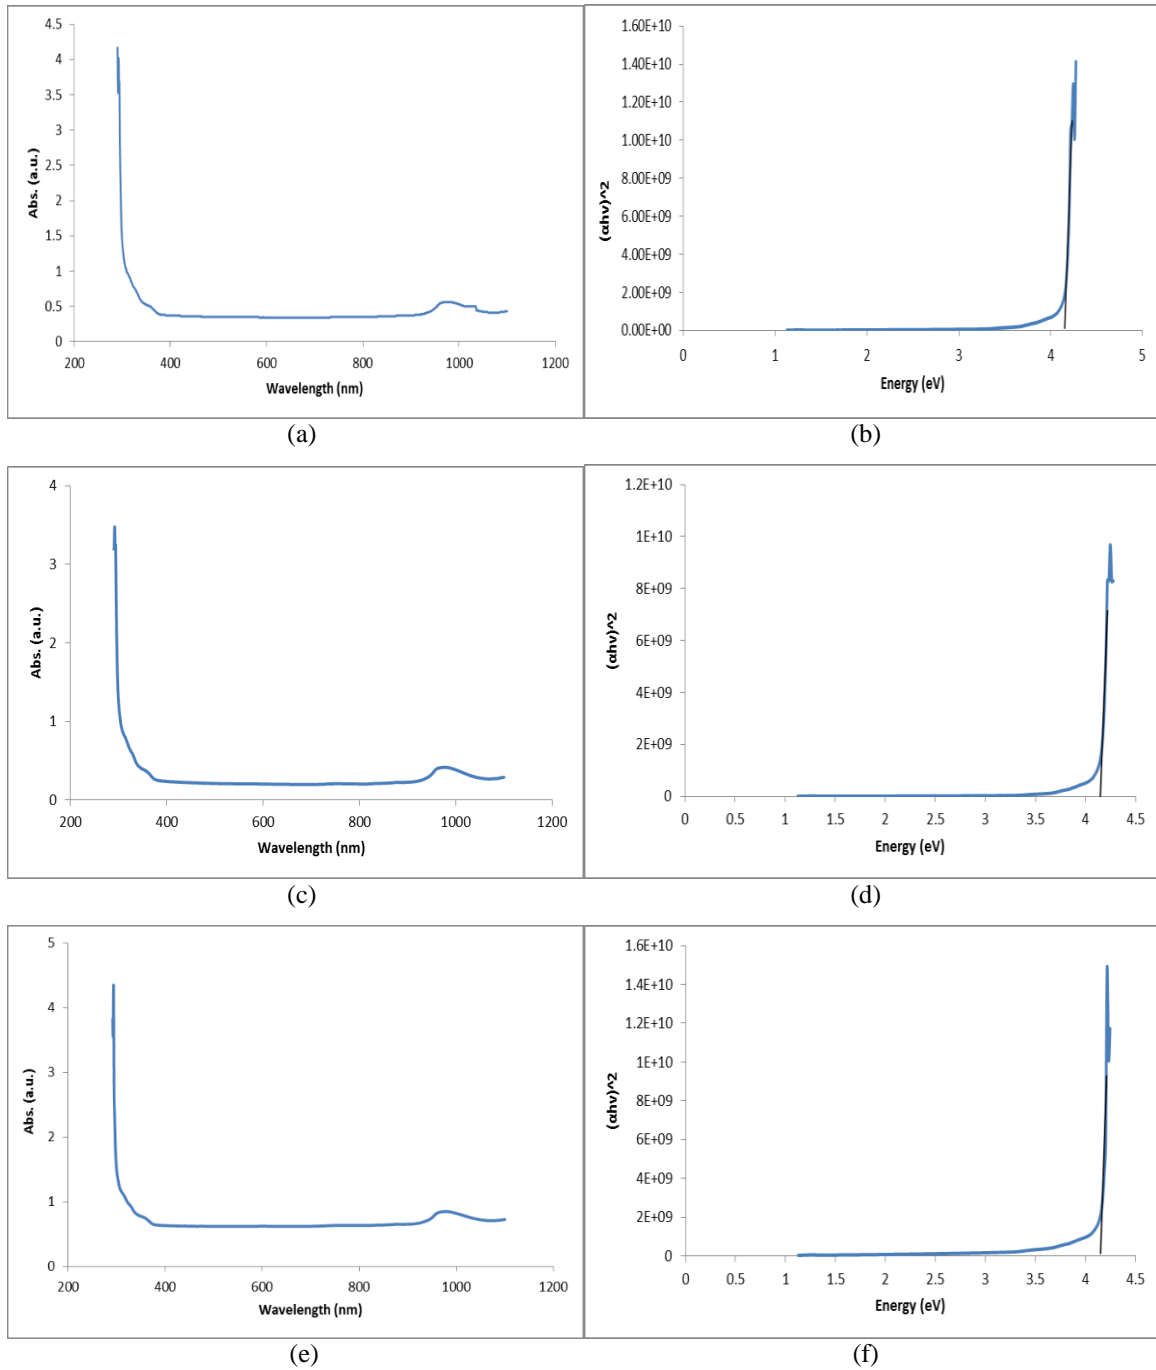 4.5
4
3.5
3
2.5
2
1.5
1
0.5
0
200 400 600 800 1000 1200
Abs. (a.u.)
Wavelength (nm)
(a)
1.60E+10
1.40E+10
1.20E+10
1.00E+10
8.00E+09
6.00E+09
4.00E+09
2.00E+09
0.00E+00
0 1 2 3 4 5
(αhv)^2
Energy (eV)
(b)
4
3
2
1
0
200 400 600 800 1000 1200
Abs. (a.u.)
Wavelength (nm)
(c)
1.2E+10
1E+10
8E+09
6E+09
4E+09
2E+09
0
0 0.5 1 1.5 2 2.5 3 3.5 4 4.5
(αhv)^2
Energy (eV)
(d)
5
4
3
2
1
0
200 400 600 800 1000 1200
Abs. (a.u.)
Wavelength (nm)
(e)
1.6E+10
1.4E+10
1.2E+10
1E+10
8E+09
6E+09
4E+09
2E+09
0
0 0.5 1 1.5 2 2.5 3 3.5 4 4.5
(αhv)^2
Energy (eV)
(f)